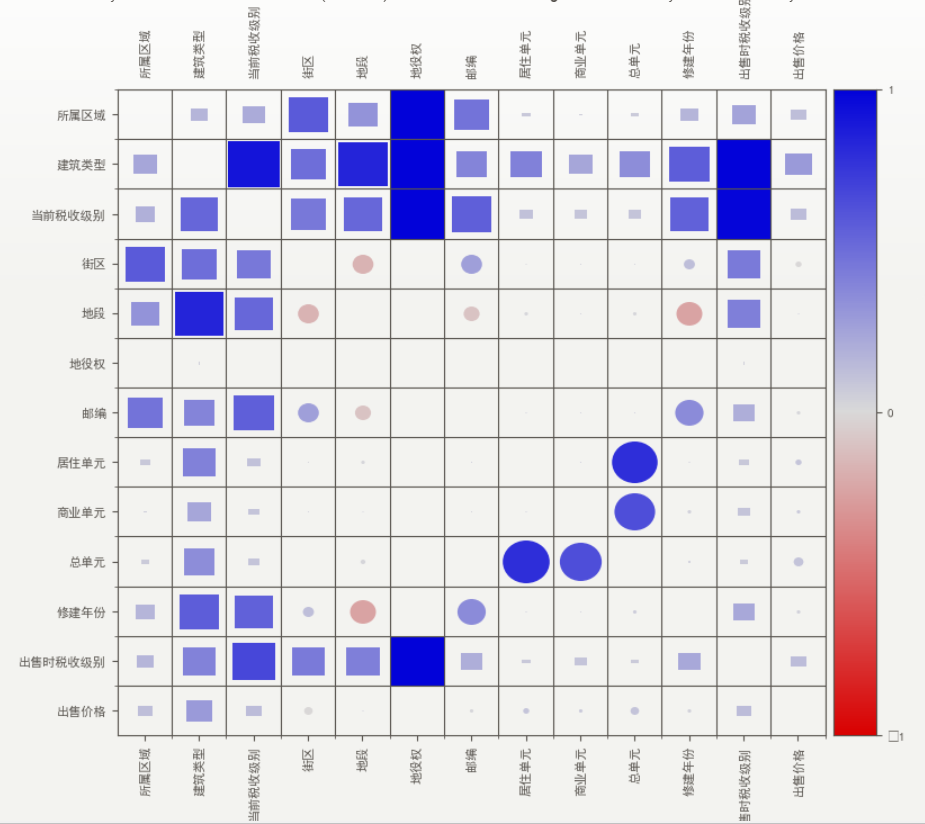 所属区域
建筑类型
当前税收级别
街区
地段
地役权
邮编
居住单元
商业单元
总单元
修建年份
出售时税收级别
出售价格
所属区域
建筑类型
当前税收级别
街区
地段
地役权
邮编
居住单元
商业单元
总单元
修建年份
出售时税收级别
出售价格
1
0
□1
所属区域
建筑类型
当前税收级别
街区
地段
地役权
邮编
居住单元
商业单元
总单元
修建年份
售时税收级别
出售价格